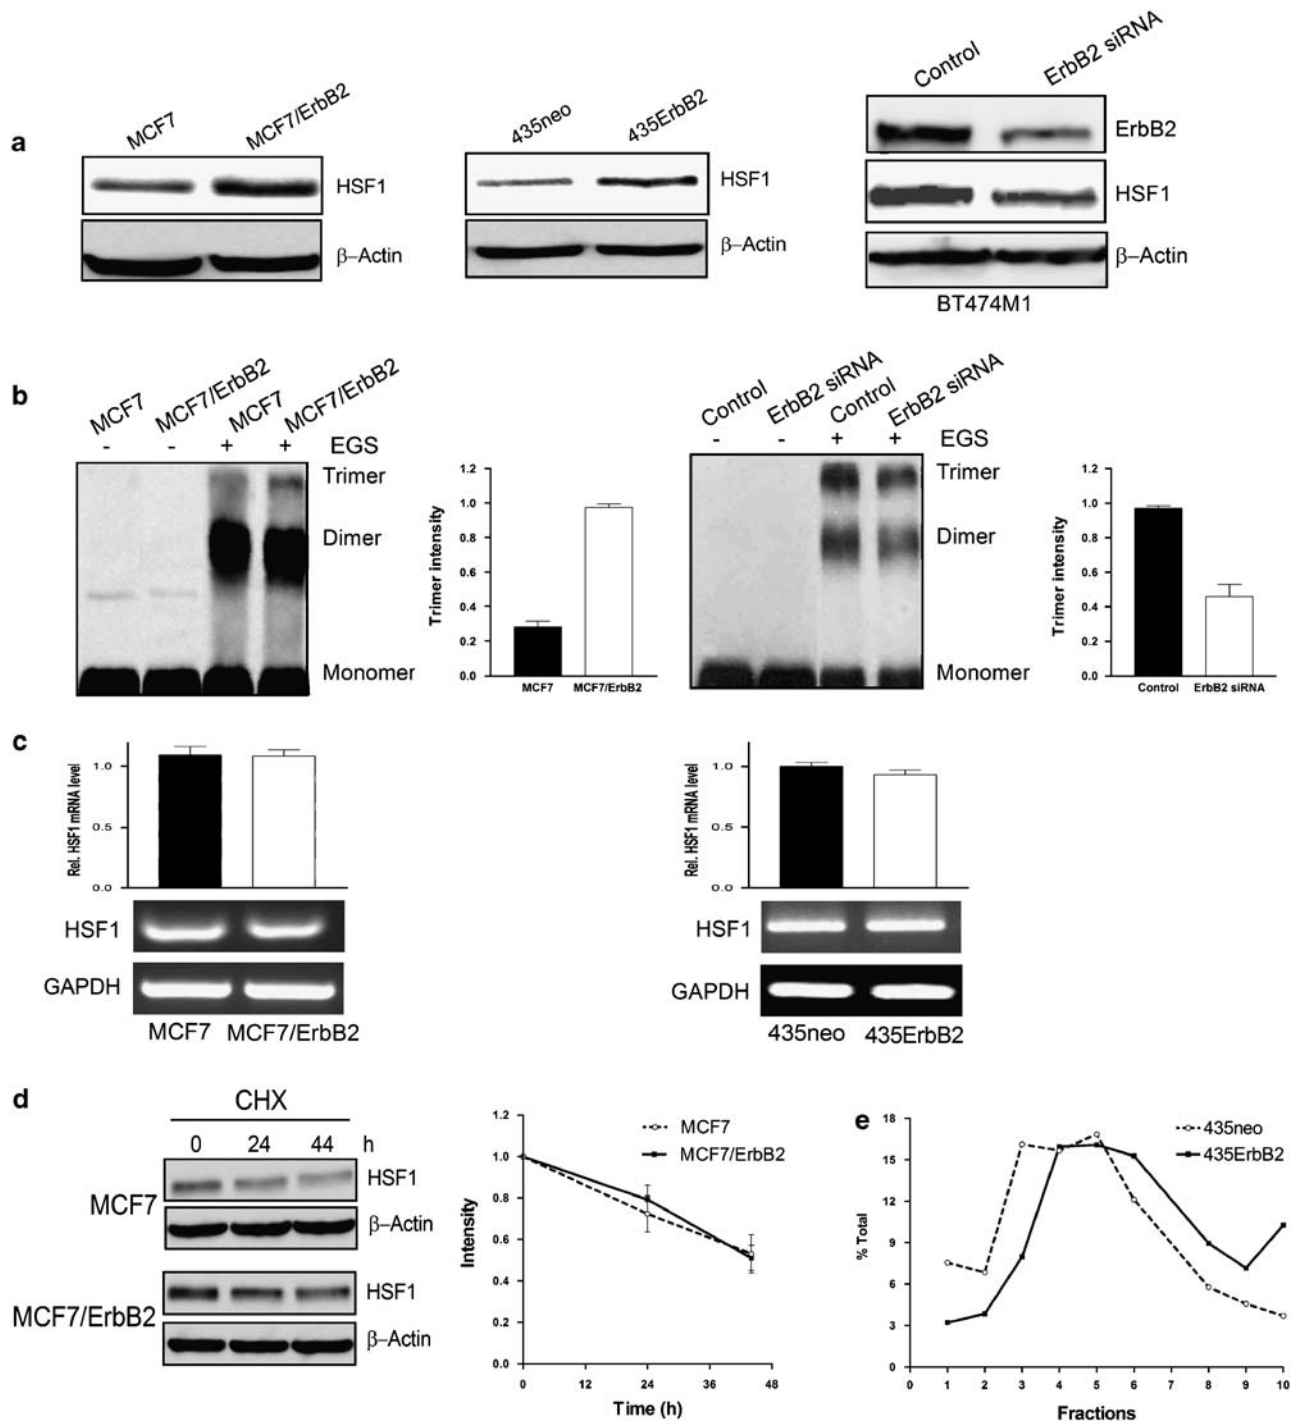 a
MCF7
MCF7/ErbB2
HSF1
β–Actin
435neo
435ErbB2
HSF1
β–Actin
Control
ErbB2 siRNA
ErbB2
HSF1
β–Actin
BT474M1
b
MCF7
MCF7/ErbB2
MCF7
MCF7/ErbB2
- - + + EGS
Trimer
Dimer
Monomer
Trimer intensity
1.2
1.0
0.8
0.6
0.4
0.2
0.0
MCF7 MCF7/ErbB2
Control
ErbB2 siRNA
Control
ErbB2 siRNA
- - + + EGS
Trimer
Dimer
Monomer
Trimer intensity
1.2
1.0
0.8
0.6
0.4
0.2
0.0
Control ErbB2 siRNA
c
Rel. HSF1 mRNA level
1.0
0.5
0.0
HSF1
GAPDH
MCF7 MCF7/ErbB2
Rel. HSF1 mRNA level
1.0
0.5
0.0
HSF1
GAPDH
435neo 435ErbB2
d
CHX
0 24 44 h
MCF7
HSF1
β–Actin
MCF7/ErbB2
HSF1
β–Actin
Intensity
1.2
1.0
0.8
0.6
0.4
0.2
0.0
0 12 24 36 48
Time (h)
MCF7
MCF7/ErbB2
e
% Total
18
15
12
9
6
3
0
0 1 2 3 4 5 6 7 8 9 10
Fractions
435neo
435ErbB2